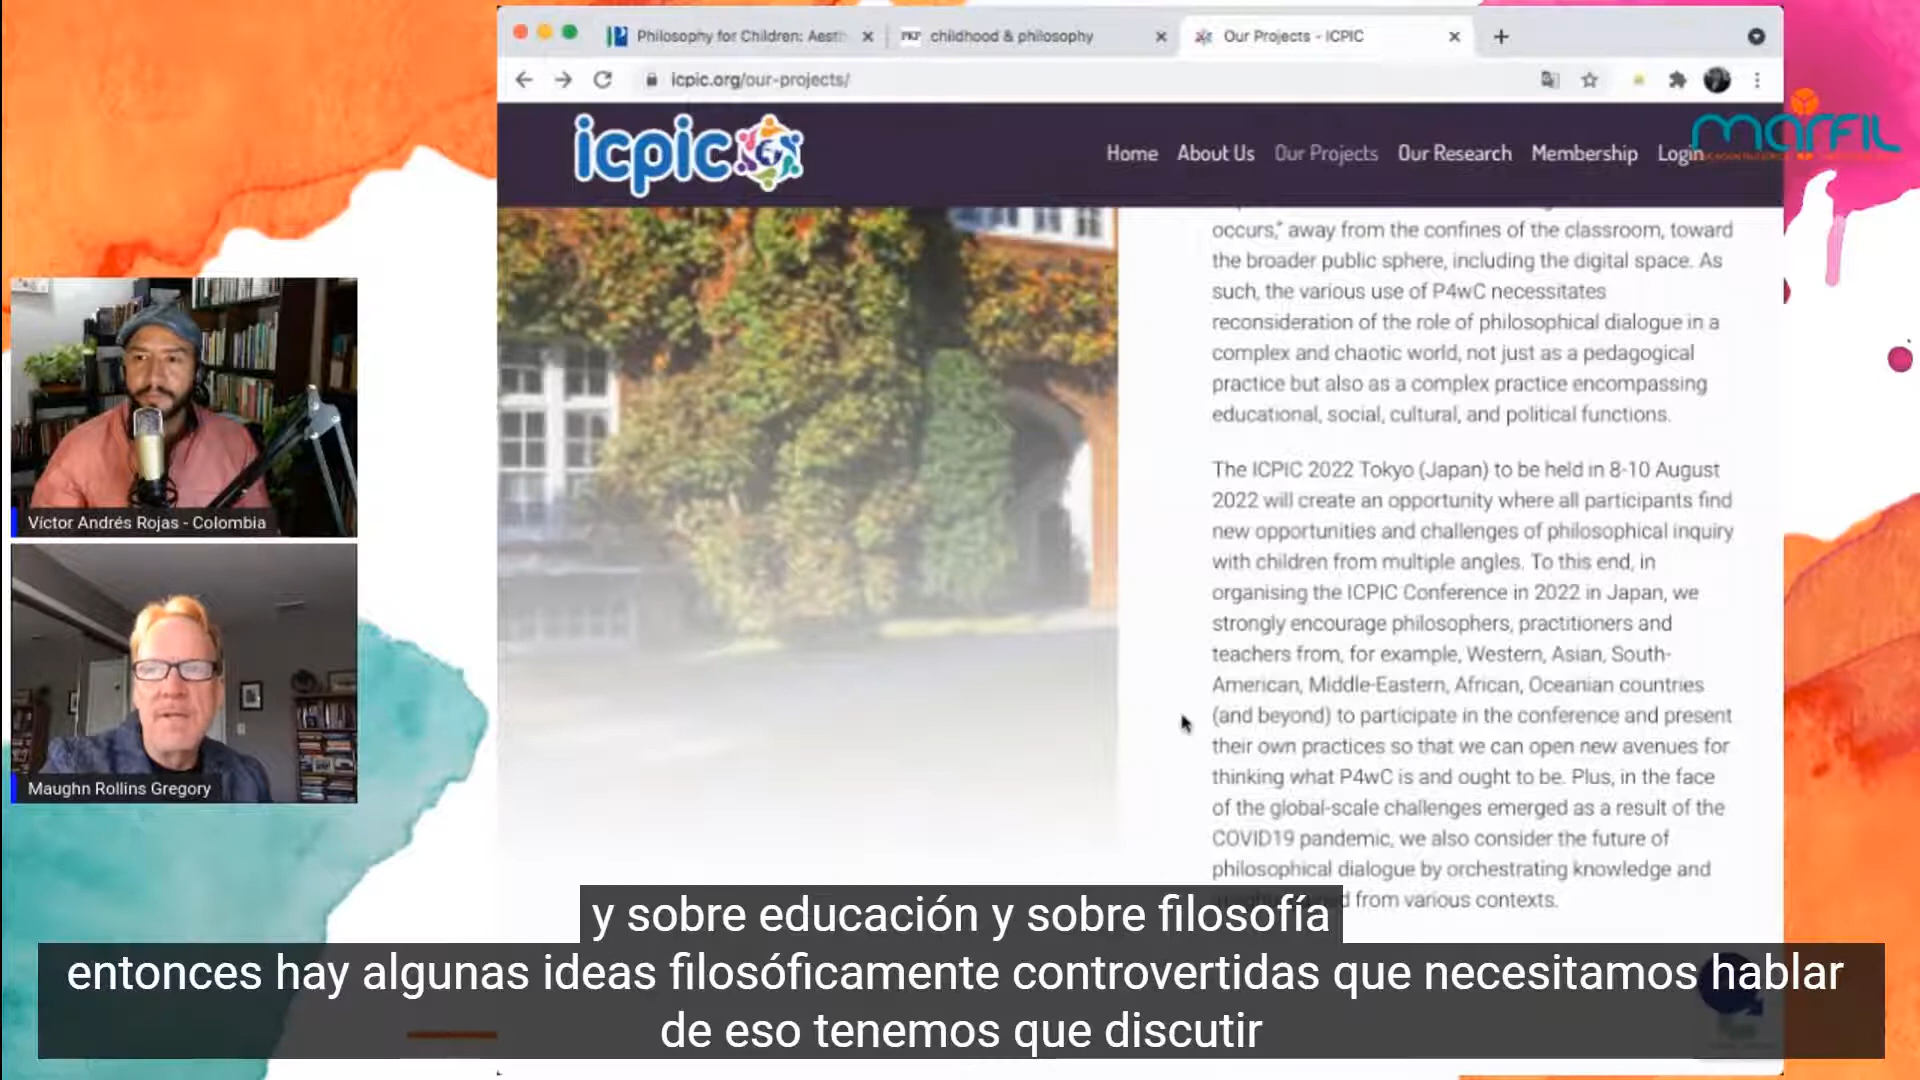 Philosophy for Children: Aest
PKP childhood & philosophy
Our Projects - ICPIC
icpic.org/our-projects/
icpic
Home About Us Our Projects Our Research Membership Login
marfil
occurs," away from the confines of the classroom, toward
the broader public sphere, including the digital space. As
such, the various use of P4wC necessitates
reconsideration of the role of philosophical dialogue in a
complex and chaotic world, not just as a pedagogical
practice but also as a complex practice encompassing
educational, social, cultural, and political functions.
The ICPIC 2022 Tokyo (Japan) to be held in 8-10 August
2022 will create an opportunity where all participants find
new opportunities and challenges of philosophical inquiry
with children from multiple angles. To this end, in
organising the ICPIC Conference in 2022 in Japan, we
strongly encourage philosophers, practitioners and
teachers from, for example, Western, Asian, South-
American, Middle-Eastern, African, Oceanian countries
(and beyond) to participate in the conference and present
their own practices so that we can open new avenues for
thinking what P4wC is and ought to be. Plus, in the face
of the global-scale challenges emerged as a result of the
COVID19 pandemic, we also consider the future of
philosophical dialogue by orchestrating knowledge and
from various contexts.
Víctor Andrés Rojas - Colombia
Maughn Rollins Gregory
y sobre educación y sobre filosofía
entonces hay algunas ideas filosóficamente controvertidas que necesitamos hablar
de eso tenemos que discutir